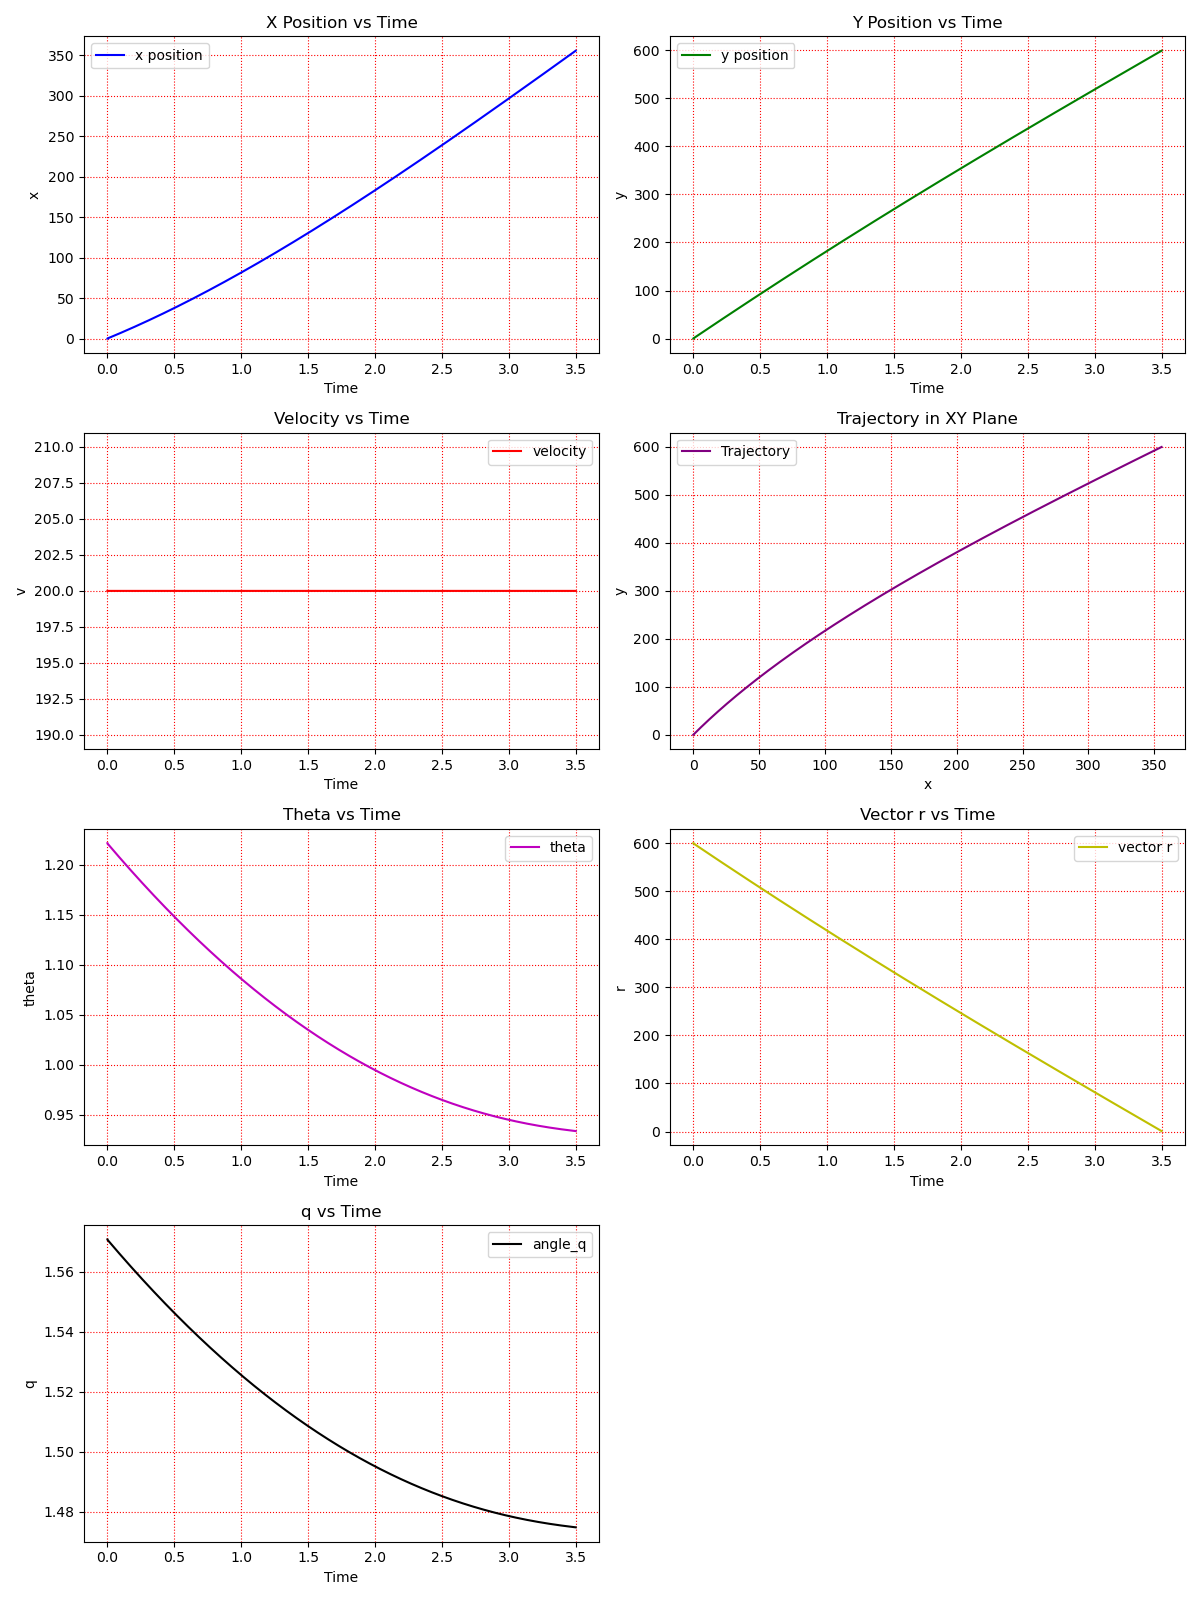 X Position vs Time
x position
x
350
300
250
200
150
100
50
0
0.0 0.5 1.0 1.5 2.0 2.5 3.0 3.5
Time
Y Position vs Time
y position
y
600
500
400
300
200
100
0
0.0 0.5 1.0 1.5 2.0 2.5 3.0 3.5
Time
Velocity vs Time
velocity
v
210.0
207.5
205.0
202.5
200.0
197.5
195.0
192.5
190.0
0.0 0.5 1.0 1.5 2.0 2.5 3.0 3.5
Time
Trajectory in XY Plane
Trajectory
y
600
500
400
300
200
100
0
0 50 100 150 200 250 300 350
x
Theta vs Time
theta
theta
1.20
1.15
1.10
1.05
1.00
0.95
0.0 0.5 1.0 1.5 2.0 2.5 3.0 3.5
Time
Vector r vs Time
vector r
r
600
500
400
300
200
100
0
0.0 0.5 1.0 1.5 2.0 2.5 3.0 3.5
Time
q vs Time
angle_q
q
1.56
1.54
1.52
1.50
1.48
0.0 0.5 1.0 1.5 2.0 2.5 3.0 3.5
Time